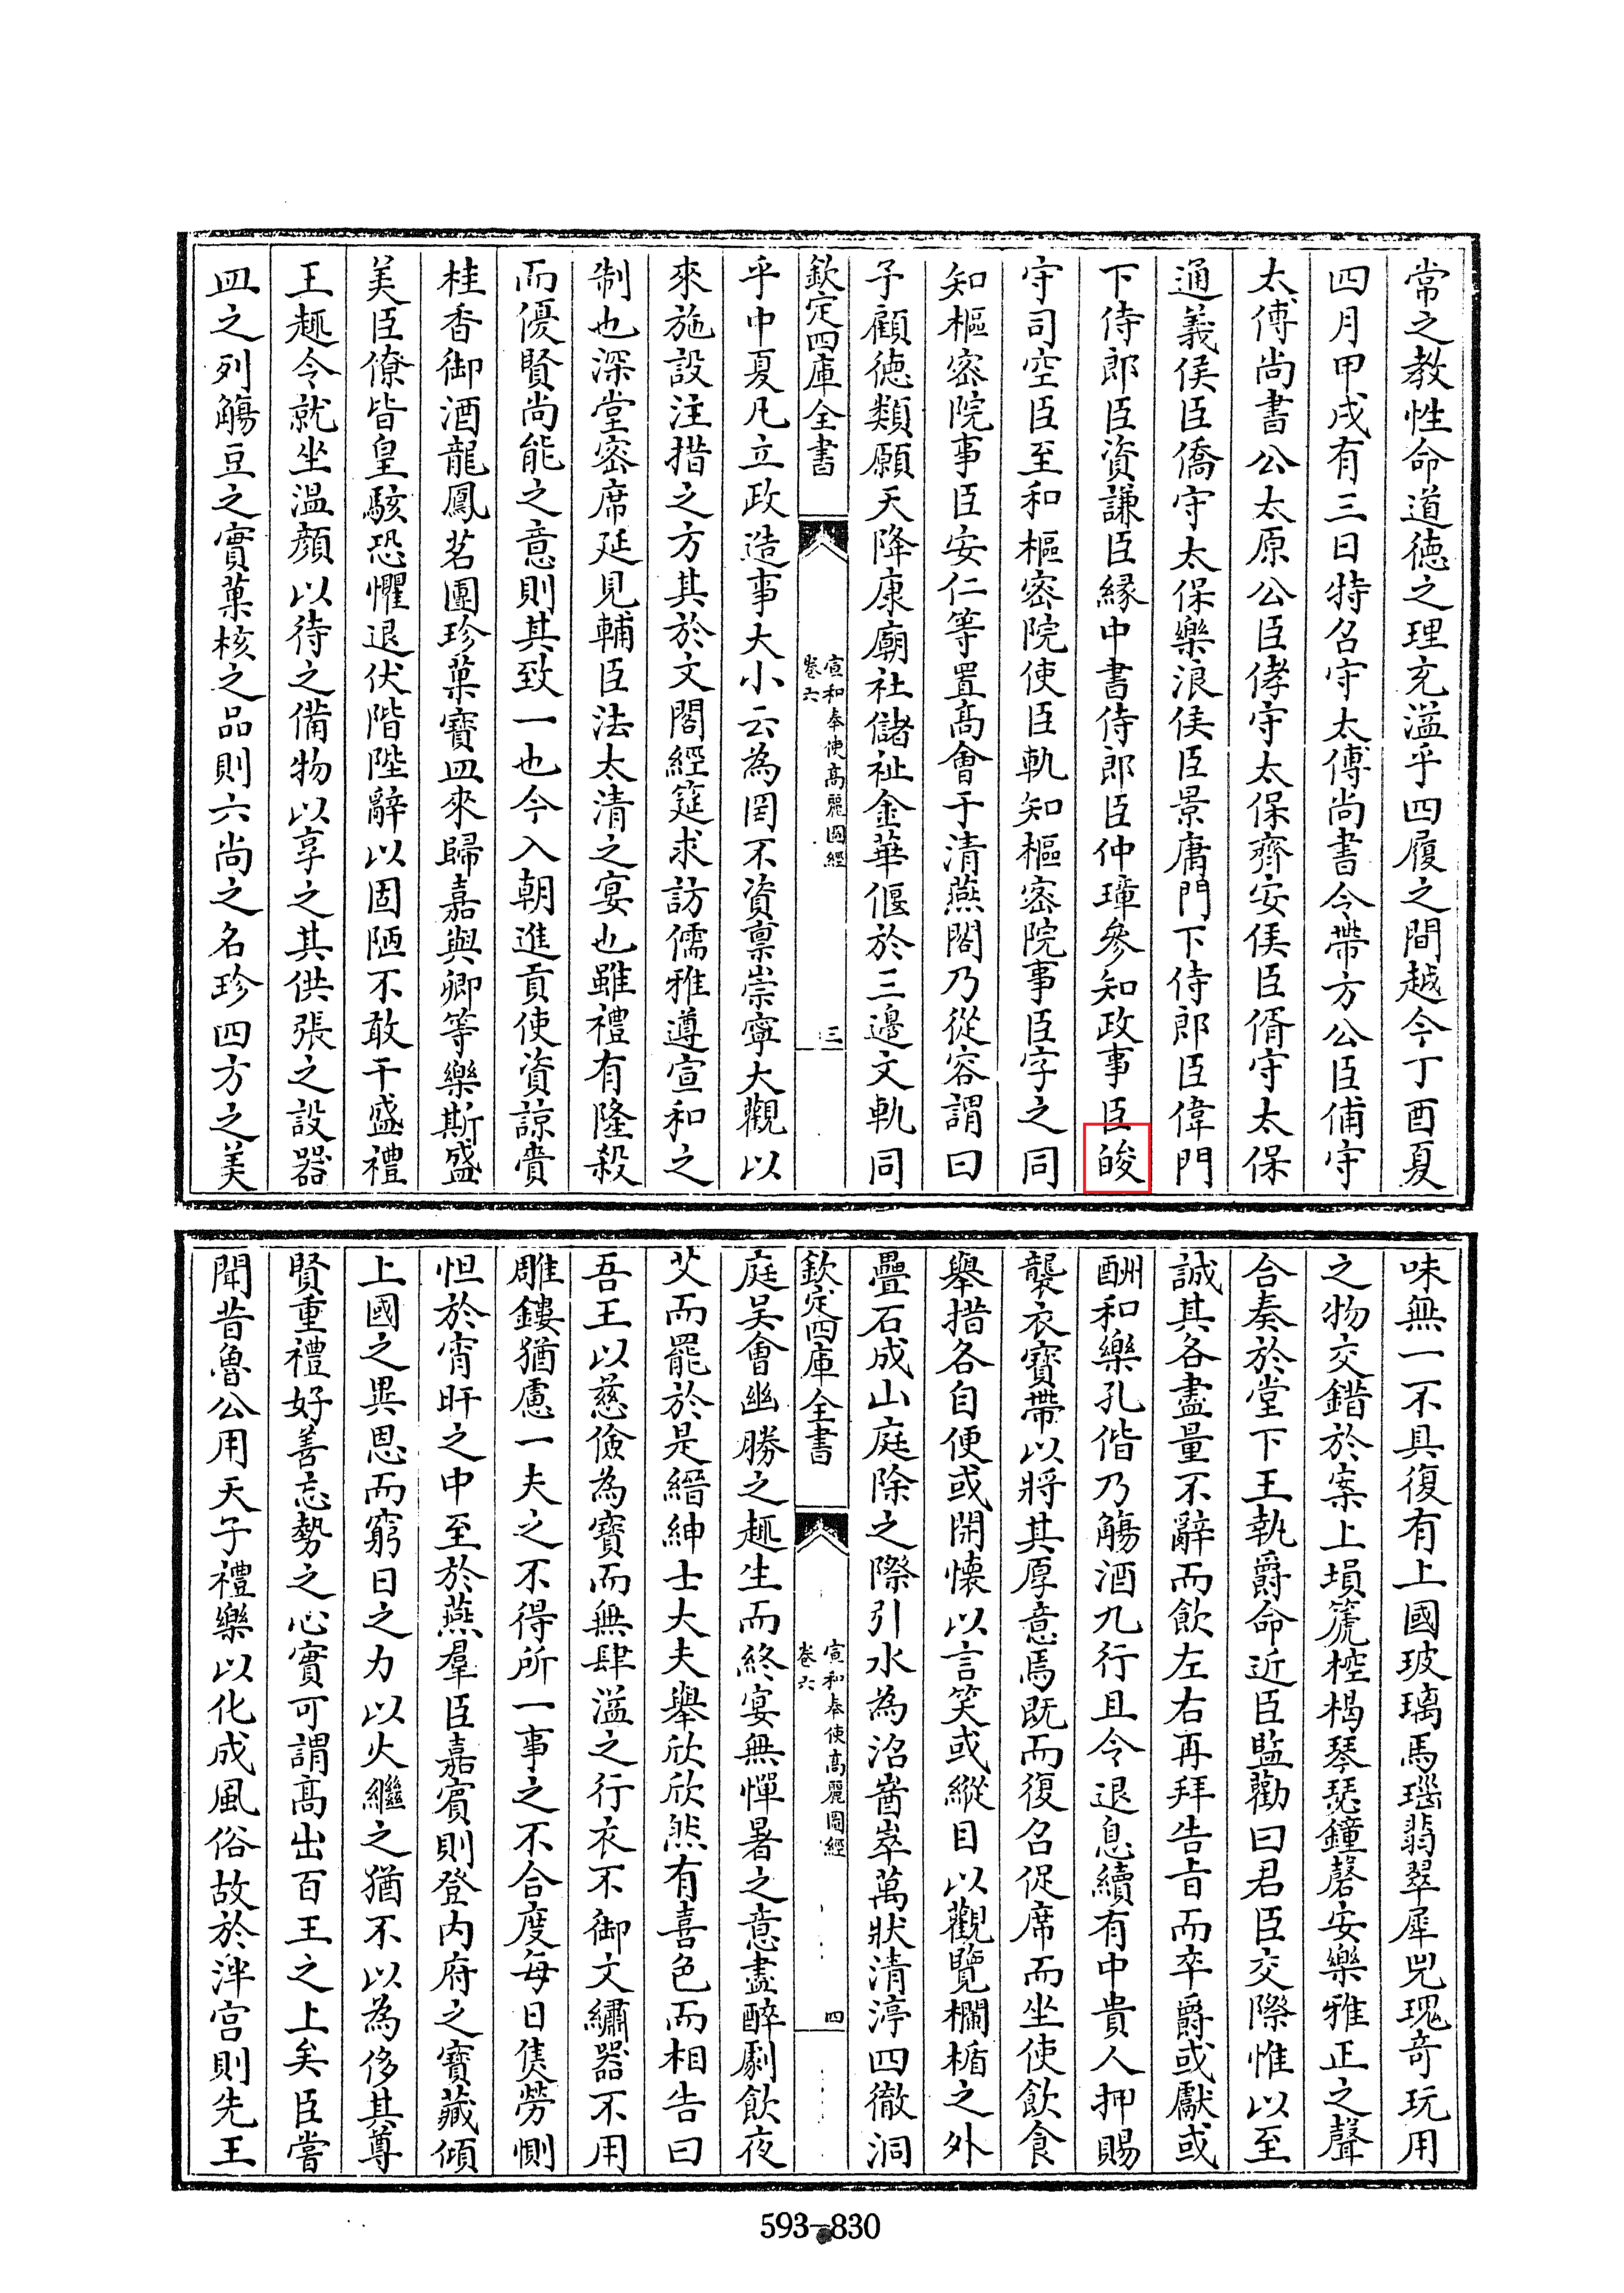 常之教性命道德之理充溢乎四履之間越今丁酉夏
四月甲戌有三日特召守太傅尚書令帶方公臣俌守
太傅尚書公太原公臣侾守太保齊安侯臣偦守太保
通義侯臣僑守太保樂浪侯臣景庸門下侍郎臣偉門
下侍郎臣資謙臣緣中書侍郎臣仲璋參知政事臣皴
守司空臣至和樞密院使臣軌知樞密院事臣字之同
知樞密院事臣安仁等置髙會于清燕閣乃從容謂曰
子顧徳類願天降康廟社儲祉金華偃於三邊文軌同
欽定四庫全書
宣和奉使高麗圖經
卷六
三
乎中夏凡立政造事大小云為罔不資禀崇寧大觀以
來施設注措之方其於文閣經筵求訪儒雅遵宣和之
制也深堂密席延見輔臣法太清之宴也雖禮有隆殺
而優賢尚能之意則其致一也今入朝進貢使資諒賫
桂香御酒龍鳳茗團珍菓寶皿來歸嘉與卿等樂斯盛
美臣僚皆皇駭恐懼退伏階陛辭以固陋不敢干盛禮
王趣令就坐温顔以待之備物以享之其供張之設器
皿之列觴豆之實菓核之品則六尚之名珍四方之美
味無一不具復有上國玻璃馬瑙翡翠犀兕瑰竒玩用
之物交錯於案上塤篪椌楬琴瑟鐘磬安樂雅正之聲
合奏於堂下王執爵命近臣監勸曰君臣交際惟以至
誠其各盡量不辭而飲左右再拜告㫖而卒爵或獻或
酬和樂孔偕乃觴酒九行且令退息續有中貴人押賜
襲衣寶帶以將其厚意焉既而復召促席而坐使飲食
舉措各自便或開懐以言笑或縱目以觀覽欄楯之外
疊石成山庭除之際引水為沼崷崒萬狀清渟四徹洞
欽定四庫全書
宣和奉使高麗圖經
卷六
四
庭吴會幽勝之趣生而終宴無憚暑之意盡醉劇飲夜
艾而罷於是縉紳士大夫舉欣欣然有喜色而相告曰
吾王以慈儉為寶而無肆溢之行衣不御文繡器不用
雕鏤猶慮一夫之不得所一事之不合度每日焦勞惻
怛於宵旰之中至於燕羣臣嘉賓則登内府之寶藏傾
上國之異恩而窮日之力以火繼之猶不以為侈其尊
賢重禮好善忘勢之心實可謂髙出百王之上矣臣嘗
聞昔魯公用天子禮樂以化成風俗故於泮宫則先王
593-830